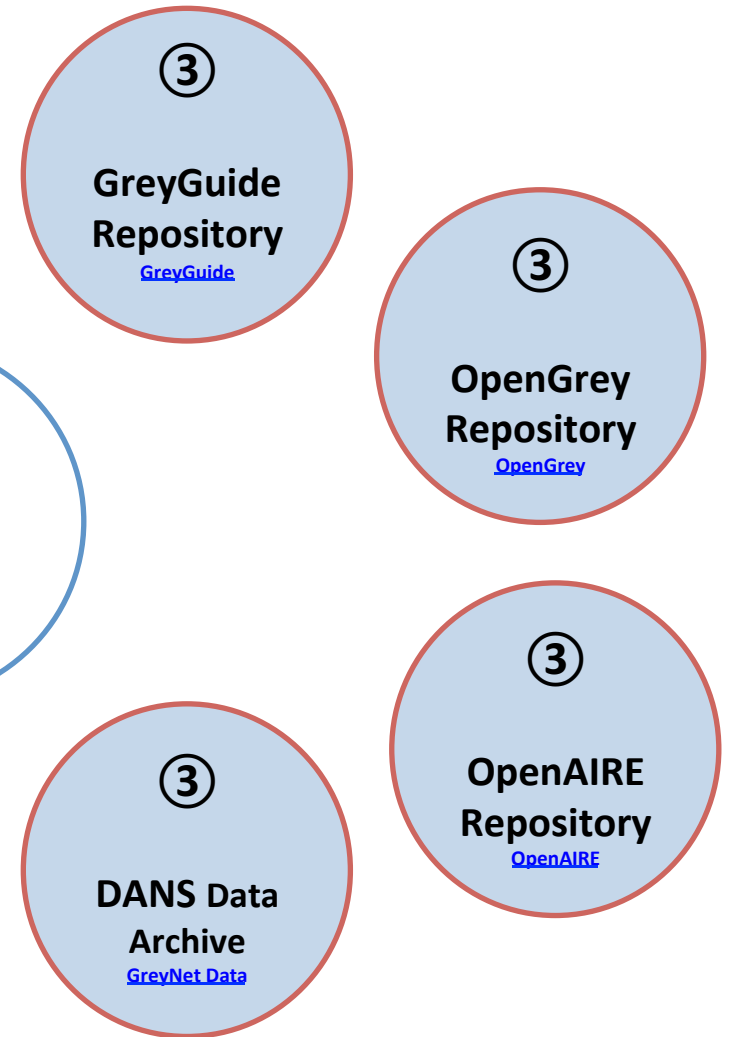 ③
GreyGuide
Repository
GreyGuide
③
OpenGrey
Repository
OpenGrey
③
OpenAIRE
Repository
OpenAIRE
③
DANS Data
Archive
GreyNet Data